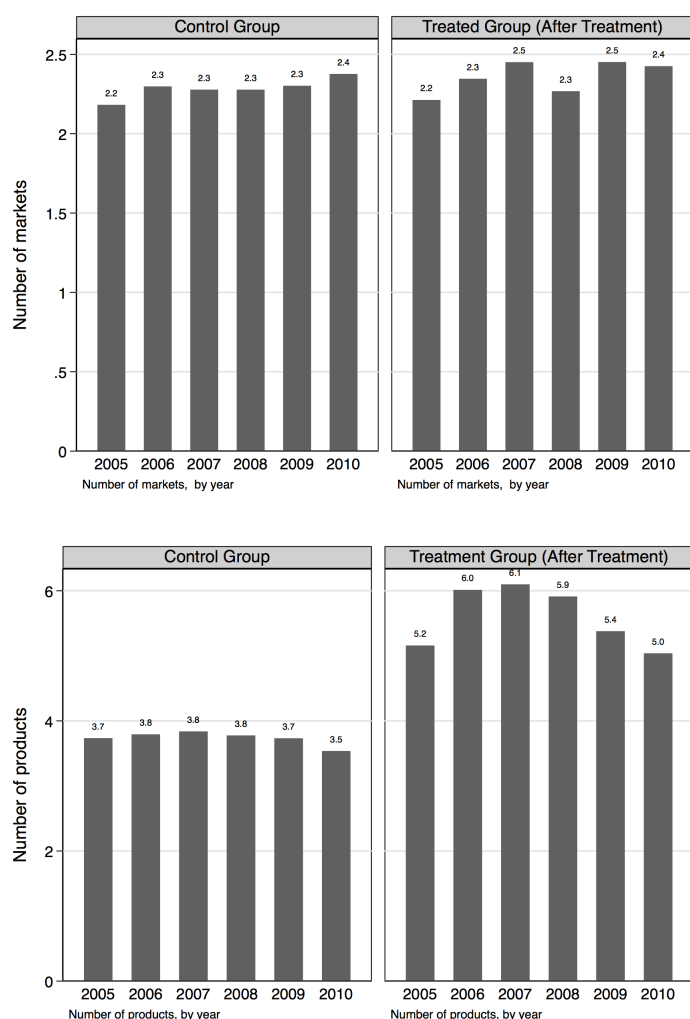 Control Group
Treated Group (After Treatment)
Number of markets
2.5
2
1.5
1
.5
0
2.2
2.3
2.3
2.3
2.3
2.4
2.2
2.3
2.5
2.3
2.5
2.4
2005 2006 2007 2008 2009 2010
2005 2006 2007 2008 2009 2010
Number of markets, by year
Number of markets, by year
Control Group
Treatment Group (After Treatment)
Number of products
6
4
2
0
3.7
3.8
3.8
3.8
3.7
3.5
5.2
6.0
6.1
5.9
5.4
5.0
2005 2006 2007 2008 2009 2010
2005 2006 2007 2008 2009 2010
Number of products, by year
Number of products, by year